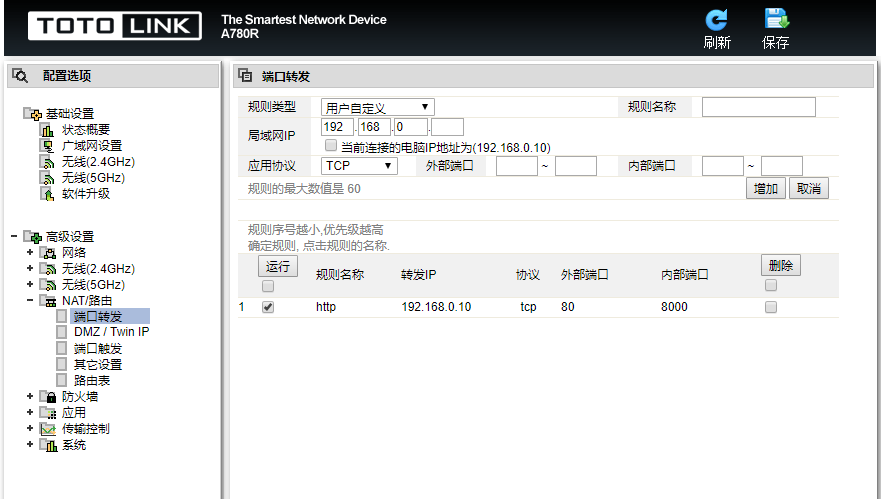 TOTO LINK The Smartest Network Device
A780R
刷新 保存
配置选项
基础设置
状态概要
广域网设置
无线(2.4GHz)
无线(5GHz)
软件升级
高级设置
网络
无线(2.4GHz)
无线(5GHz)
NAT/路由
端口转发
DMZ / Twin IP
端口触发
其它设置
路由表
防火墙
应用
传输控制
系统
端口转发
规则类型 用户自定义 规则名称
局域网IP 192 . 168 . 0 .
当前连接的电脑IP地址为(192.168.0.10)
应用协议 TCP 外部端口 ~ 内部端口 ~
规则的最大数值是 60 增加 取消
规则序号越小,优先级越高
确定规则, 点击规则的名称.
运行 规则名称 转发IP 协议 外部端口 内部端口 删除
1 http 192.168.0.10 tcp 80 8000